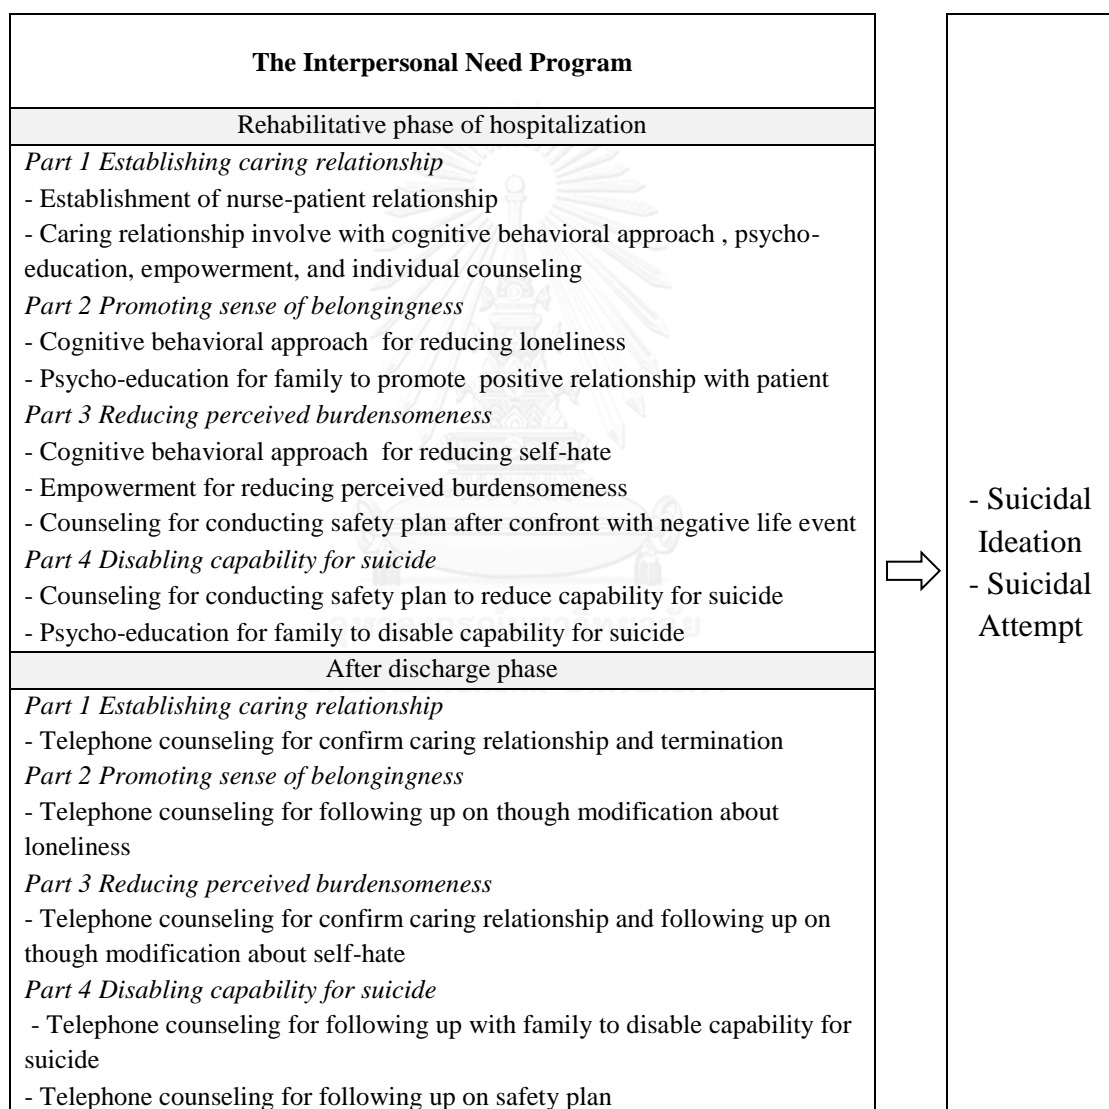 The Interpersonal Need Program
Rehabilitative phase of hospitalization
Part 1 Establishing caring relationship
- Establishment of nurse-patient relationship
- Caring relationship involve with cognitive behavioral approach , psycho-
education, empowerment, and individual counseling
Part 2 Promoting sense of belongingness
- Cognitive behavioral approach for reducing loneliness
- Psycho-education for family to promote positive relationship with patient
Part 3 Reducing perceived burdensomeness
- Cognitive behavioral approach for reducing self-hate
- Empowerment for reducing perceived burdensomeness
- Counseling for conducting safety plan after confront with negative life event
Part 4 Disabling capability for suicide
- Counseling for conducting safety plan to reduce capability for suicide
- Psycho-education for family to disable capability for suicide
After discharge phase
Part 1 Establishing caring relationship
- Telephone counseling for confirm caring relationship and termination
Part 2 Promoting sense of belongingness
- Telephone counseling for following up on though modification about
loneliness
Part 3 Reducing perceived burdensomeness
- Telephone counseling for confirm caring relationship and following up on
though modification about self-hate
Part 4 Disabling capability for suicide
- Telephone counseling for following up with family to disable capability for
suicide
- Telephone counseling for following up on safety plan
- Suicidal
Ideation
- Suicidal
Attempt